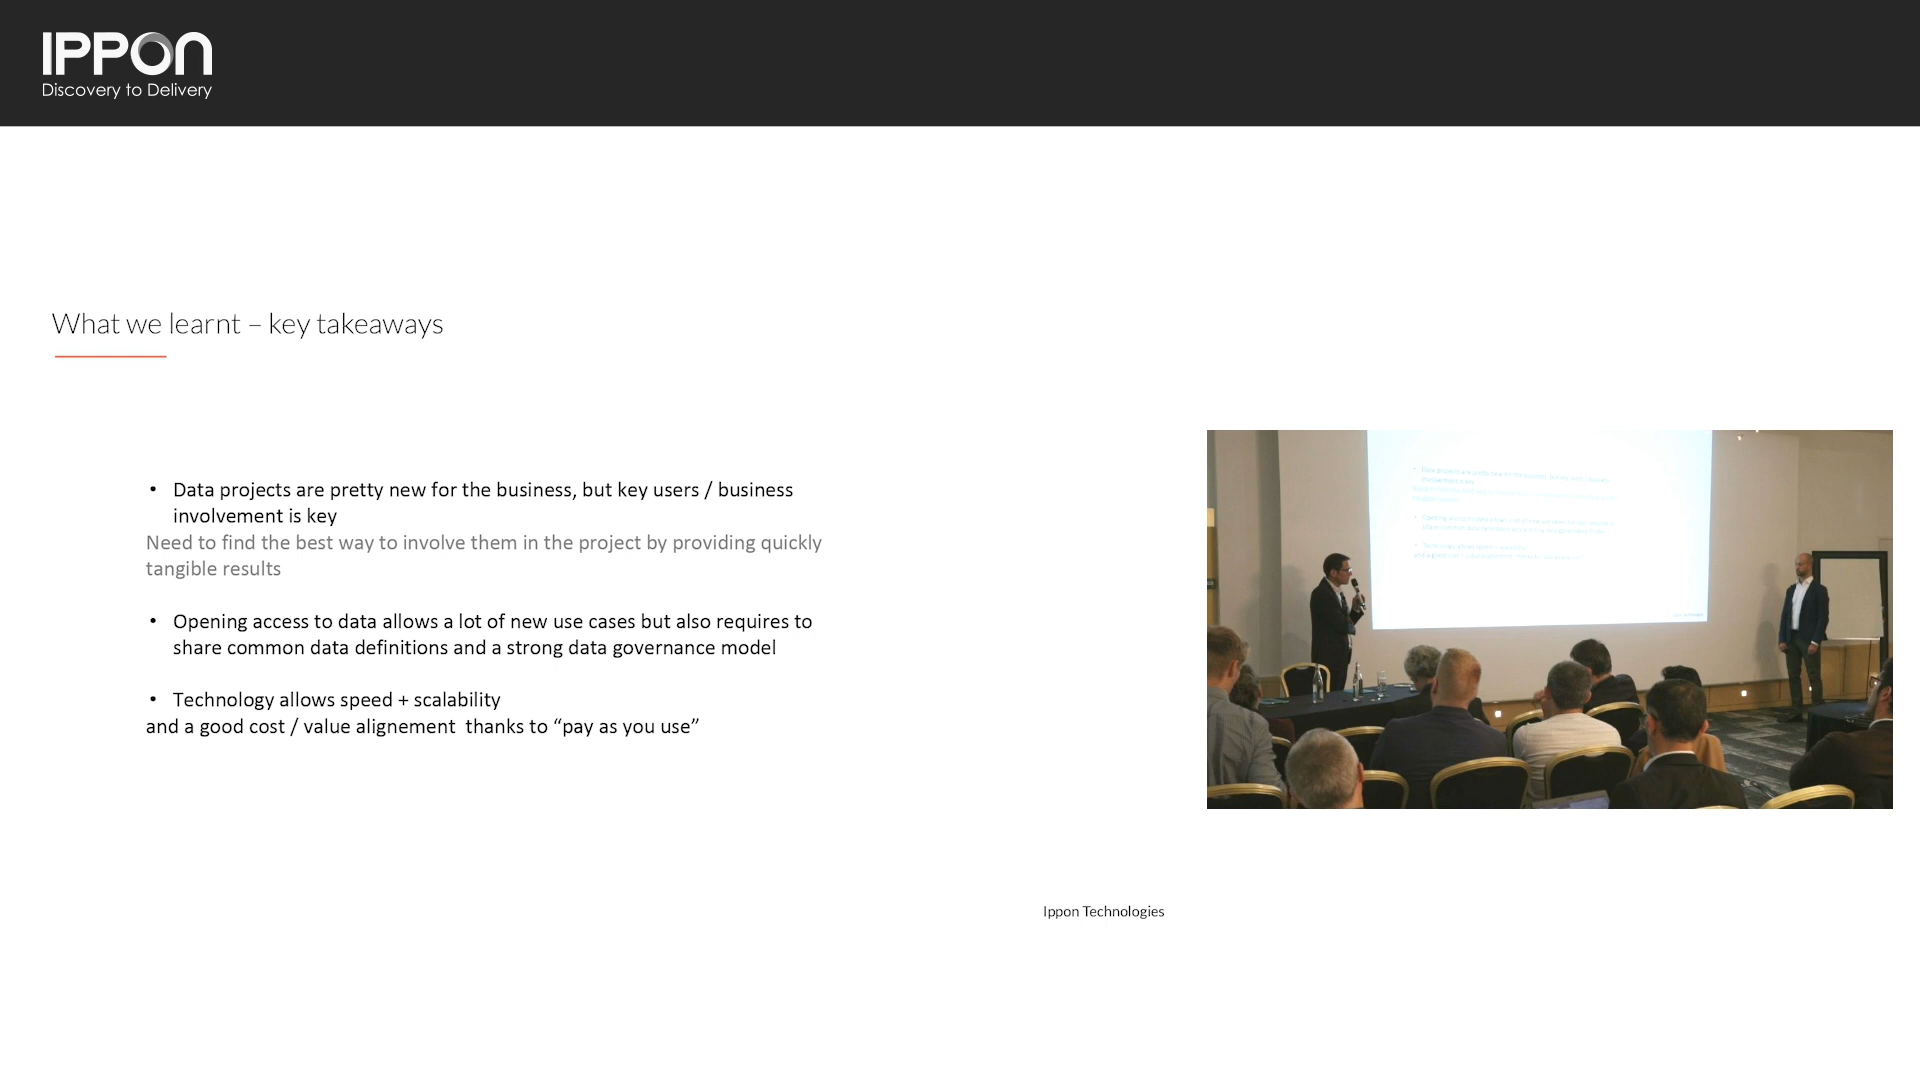 IPPON
Discovery to Delivery
What we learnt – key takeaways
• Data projects are pretty new for the business, but key users / business
involvement is key
Need to find the best way to involve them in the project by providing quickly
tangible results
• Opening access to data allows a lot of new use cases but also requires to
share common data definitions and a strong data governance model
• Technology allows speed + scalability
and a good cost / value alignement  thanks to “pay as you use”
Ippon Technologies